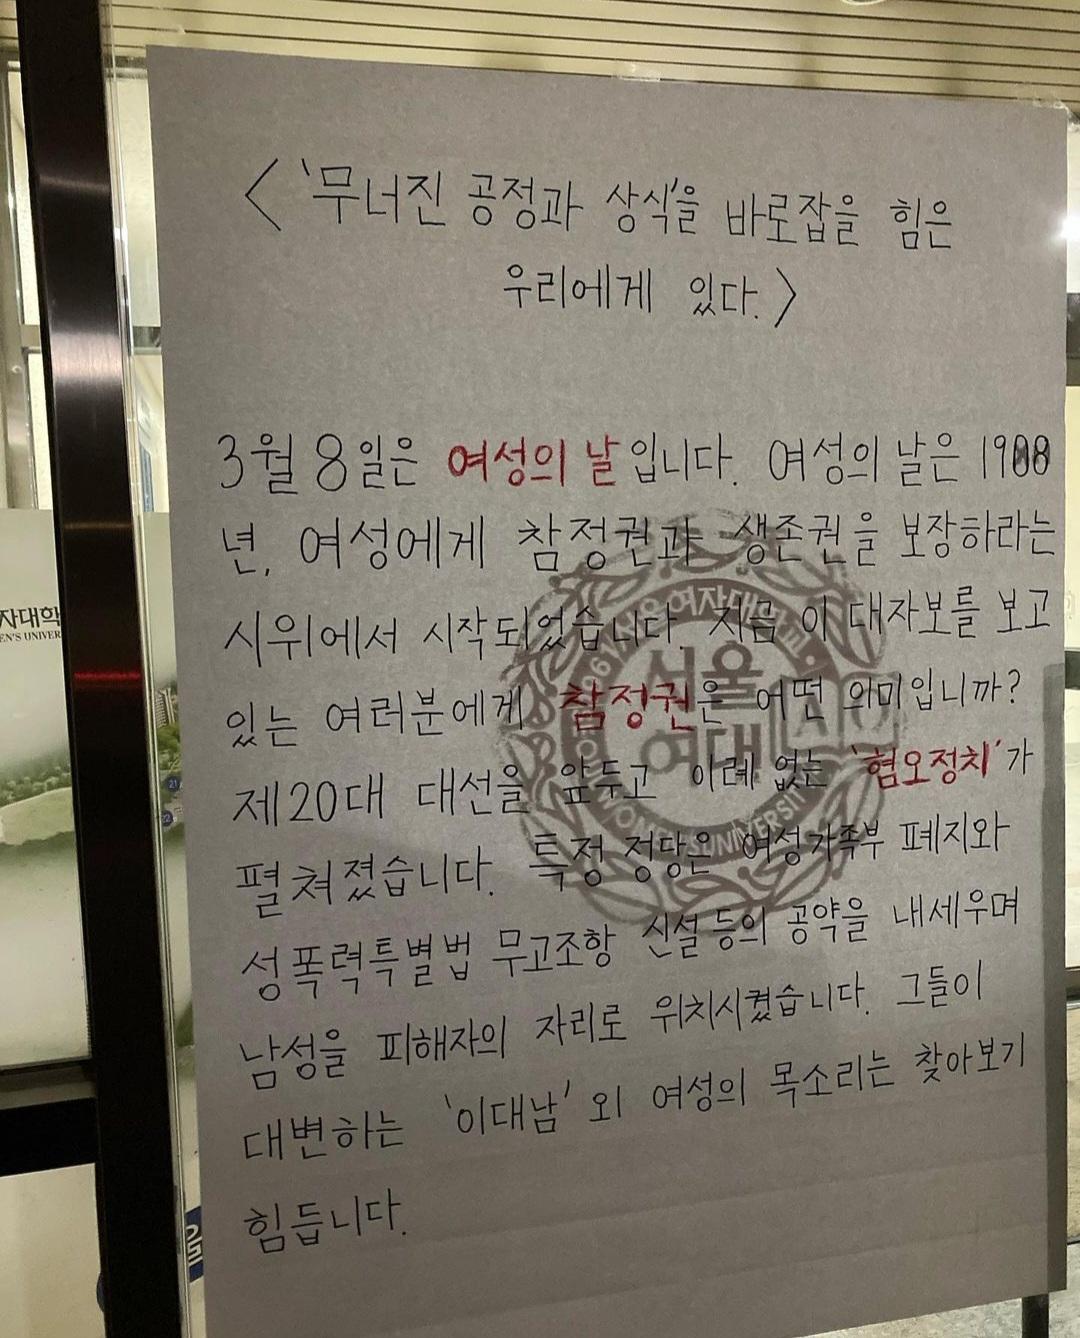 <'무너진 공정과 상식'을 바로잡을 힘은
우리에게 있다.>
3월 8일은 여성의 날입니다. 여성의 날은 1908
년, 여성에게 참정권과 생존권을 보장하라는
시위에서 시작되었습니다. 지금 이 대자보를 보고
있는 여러분에게 참정권은 어떤 의미입니까?
제20대 대선을 앞두고 이례 없는 '혐오정치'가
펼쳐졌습니다. 특정 정당은 여성가족부 폐지와
성폭력특별법 무고조항 신설 등의 공약을 내세우며
남성을 피해자의 자리로 위치시켰습니다. 그들이
대변하는 '이대남' 외 여성의 목소리는 찾아보기
힘듭니다.
서울
여대
1961 서울여자대학교
SEOUL WOMEN'S UNIVERSITY
자대학
EN'S UNIVER
21
22